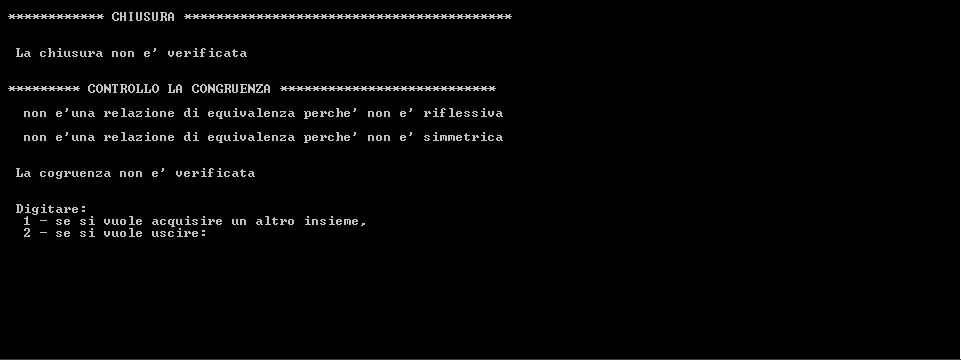 ************ CHIUSURA *****************************************
La chiusura non e' verificata
********* CONTROLLO LA CONGRUENZA ***************************
non e'una relazione di equivalenza perche' non e' riflessiva
non e'una relazione di equivalenza perche' non e' simmetrica
La cogruenza non e' verificata
Digitare:
1 - se si vuole acquisire un altro insieme,
2 - se si vuole uscire: